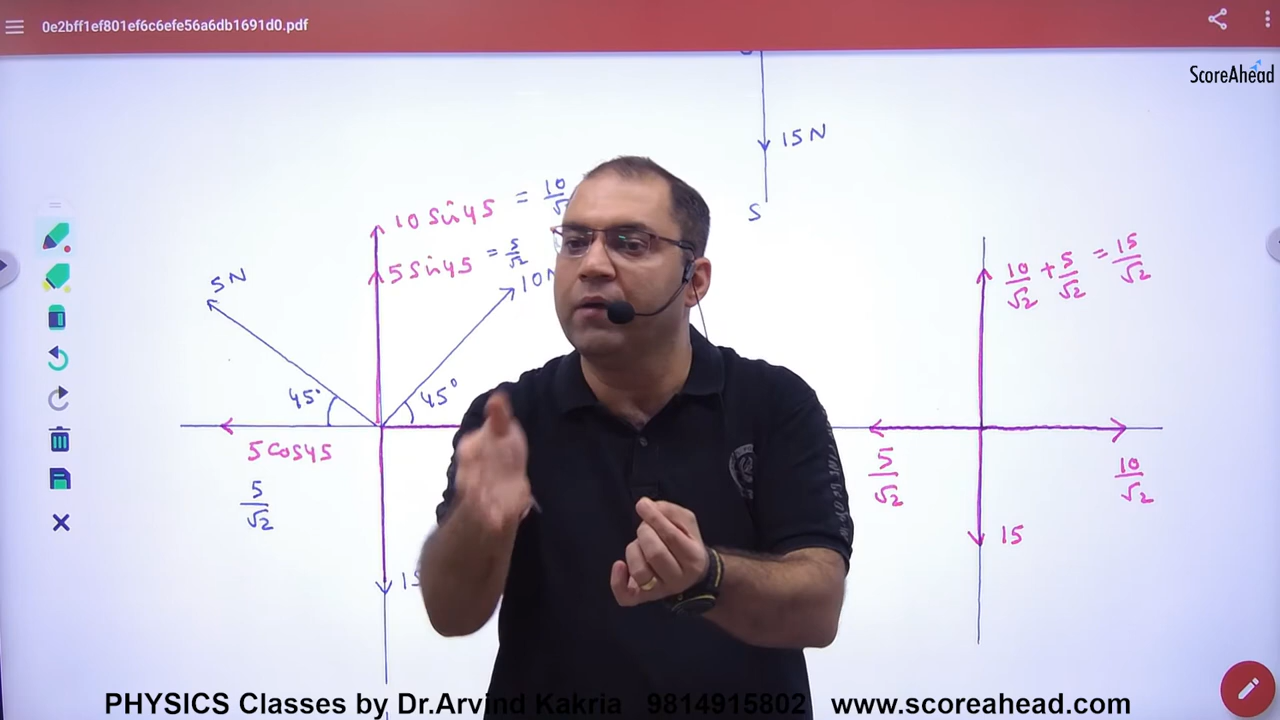 0e2bff1ef801ef6c6efe56a6db1691d0.pdf
ScoreAhead
15N
S
10 sin45 = 10/√2
5 sin45 = 5/√2
5N
10N
45°
45°
5cos45
5/√2
10/√2 + 5/√2 = 15/√2
5/√2
10/√2
15
PHYSICS Classes by Dr.Arvind Kakria 9814915802 www.scoreahead.com